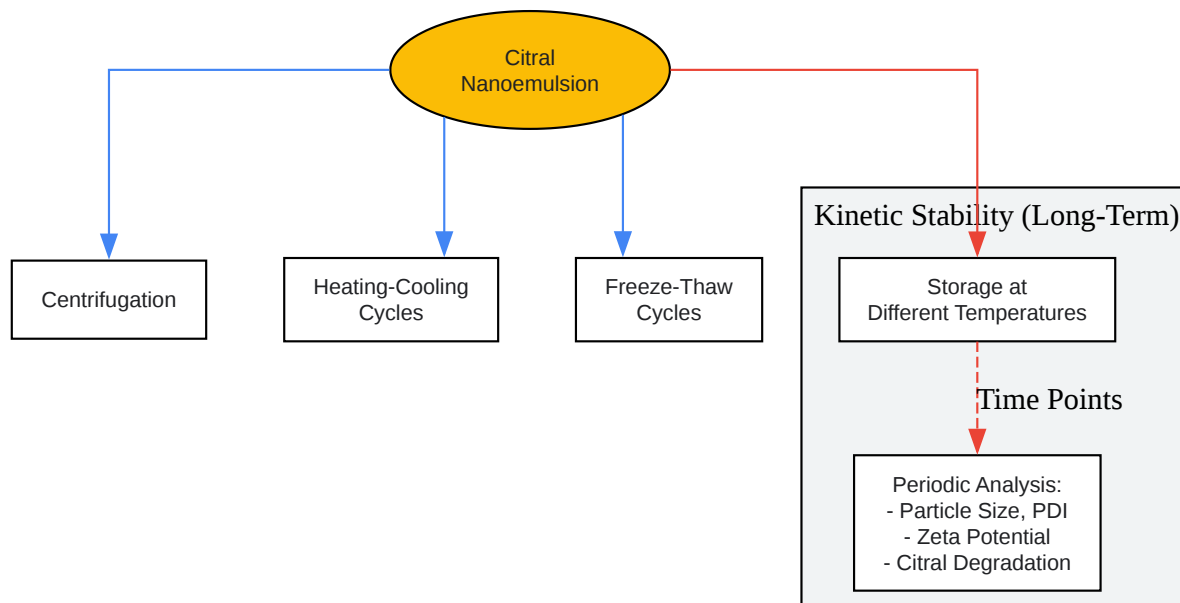 Citral
Nanoemulsion
Kinetic Stability (Long-Term)
Centrifugation
Heating-Cooling
Cycles
Freeze-Thaw
Cycles
Storage at
Different Temperatures
Time Points
Periodic Analysis:
- Particle Size, PDI
- Zeta Potential
- Citral Degradation